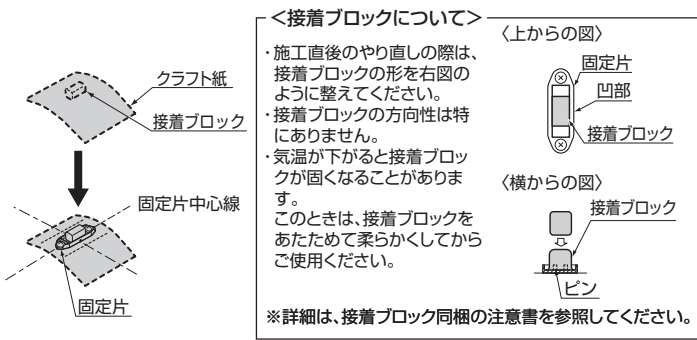 クラフト紙
接着ブロック
固定片中心線
固定片
<接着ブロックについて>
・施工直後のやり直しの際は、
接着ブロックの形を右図の
ように整えてください。
・接着ブロックの方向性は特
にありません。
・気温が下がると接着ブロッ
クが固くなることがありま
す。
このときは、接着ブロックを
あたためて柔らかくしてから
ご使用ください。
〈上からの図〉
固定片
凹部
接着ブロック
〈横からの図〉
接着ブロック
ピン
※詳細は、接着ブロック同梱の注意書を参照してください。